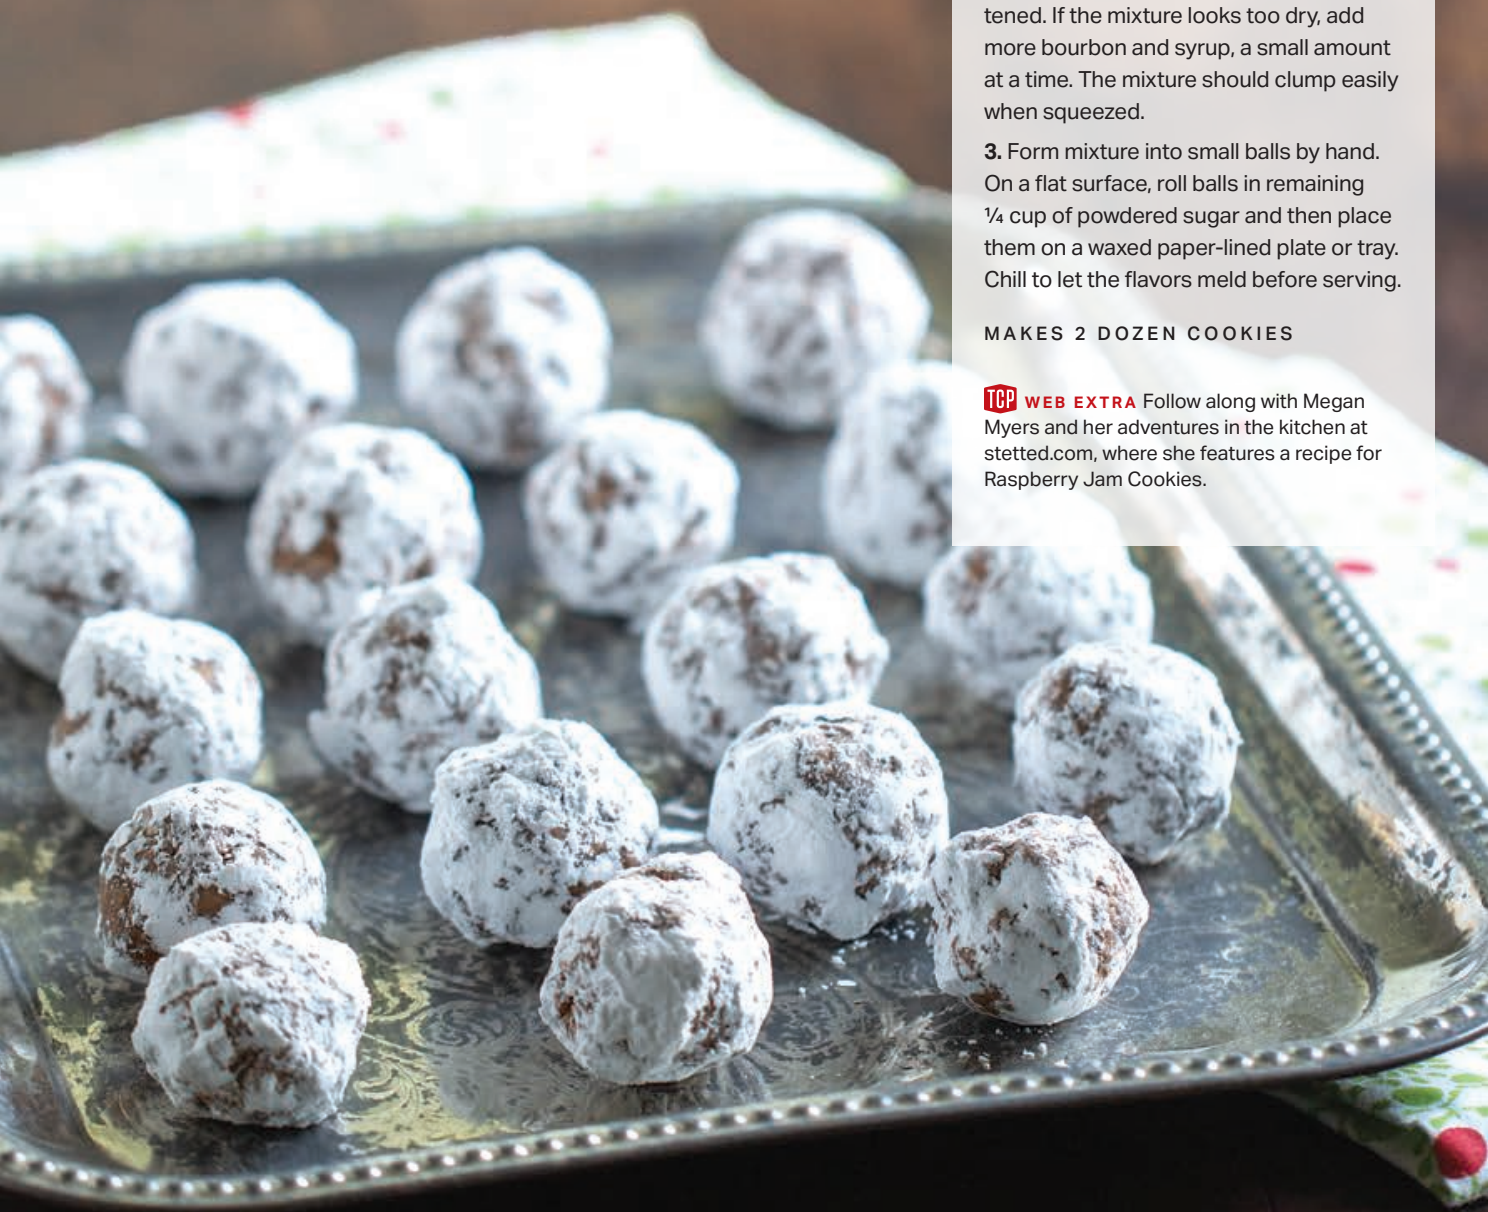 tened. If the mixture looks too dry, add
more bourbon and syrup, a small amount
at a time. The mixture should clump easily
when squeezed.
3. Form mixture into small balls by hand.
On a flat surface, roll balls in remaining
¼ cup of powdered sugar and then place
them on a waxed paper-lined plate or tray.
Chill to let the flavors meld before serving.
MAKES 2 DOZEN COOKIES
TCP WEB EXTRA Follow along with Megan
Myers and her adventures in the kitchen at
stetted.com, where she features a recipe for
Raspberry Jam Cookies.